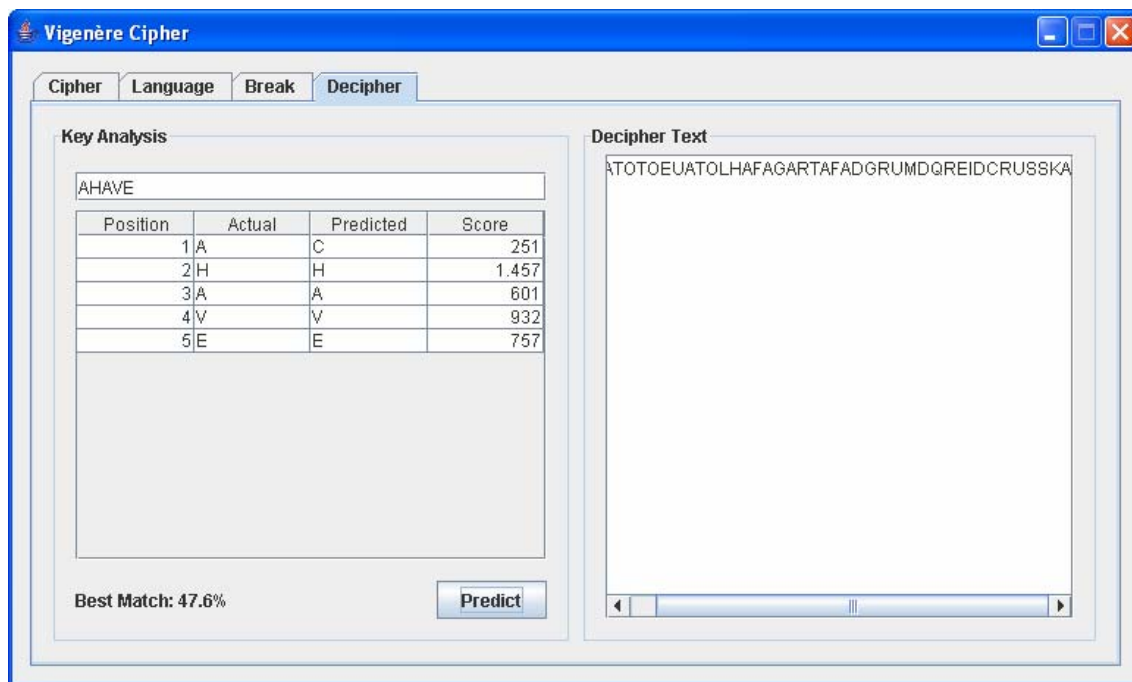 Vigenère Cipher
Cipher Language Break Decipher
Key Analysis
AHAVE
Position Actual Predicted Score
1 A C 251
2 H H 1.457
3 A A 601
4 V V 932
5 E E 757
Best Match: 47.6%
Predict
Decipher Text
ATOTOEUATOLHAFAGARTAFADGRUMDQREIDCRUSSKA